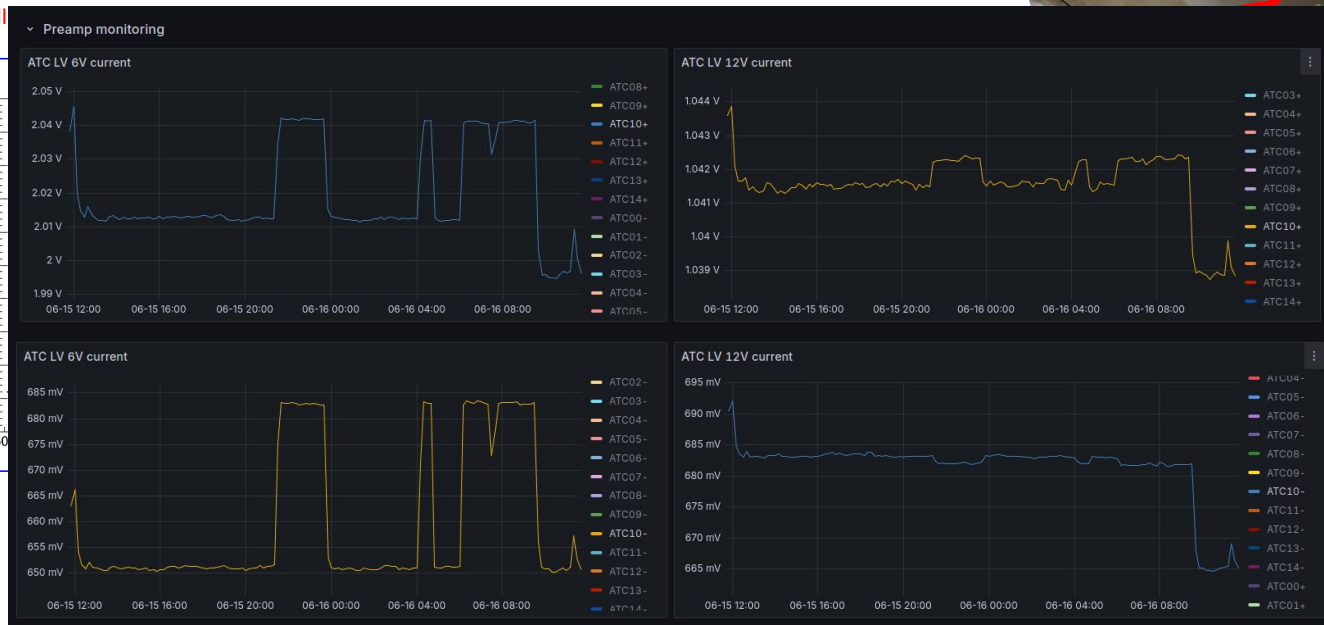 Preamp monitoring
ATC LV 6V current
2.05 V
2.04 V
2.03 V
2.02 V
2.01 V
2 V
1.99 V
06-15 12:00 06-15 16:00 06-15 20:00 06-16 00:00 06-16 04:00 06-16 08:00
ATC08+
ATC09+
ATC10+
ATC11+
ATC12+
ATC13+
ATC14+
ATC00-
ATC01-
ATC02-
ATC03-
ATC04-
ATC05-
ATC LV 12V current
1.044 V
1.043 V
1.042 V
1.041 V
1.04 V
1.039 V
06-15 12:00 06-15 16:00 06-15 20:00 06-16 00:00 06-16 04:00 06-16 08:00
ATC03+
ATC04+
ATC05+
ATC06+
ATC07+
ATC08+
ATC09+
ATC10+
ATC11+
ATC12+
ATC13+
ATC14+
ATC LV 6V current
685 mV
680 mV
675 mV
670 mV
665 mV
660 mV
655 mV
650 mV
06-15 12:00 06-15 16:00 06-15 20:00 06-16 00:00 06-16 04:00 06-16 08:00
ATC02-
ATC03-
ATC04-
ATC05-
ATC06-
ATC07-
ATC08-
ATC09-
ATC10-
ATC11-
ATC12-
ATC13-
ATC14-
ATC LV 12V current
695 mV
690 mV
685 mV
680 mV
675 mV
670 mV
665 mV
06-15 12:00 06-15 16:00 06-15 20:00 06-16 00:00 06-16 04:00 06-16 08:00
ATC04-
ATC05-
ATC06-
ATC07-
ATC08-
ATC09-
ATC10-
ATC11-
ATC12-
ATC13-
ATC14-
ATC00+
ATC01+